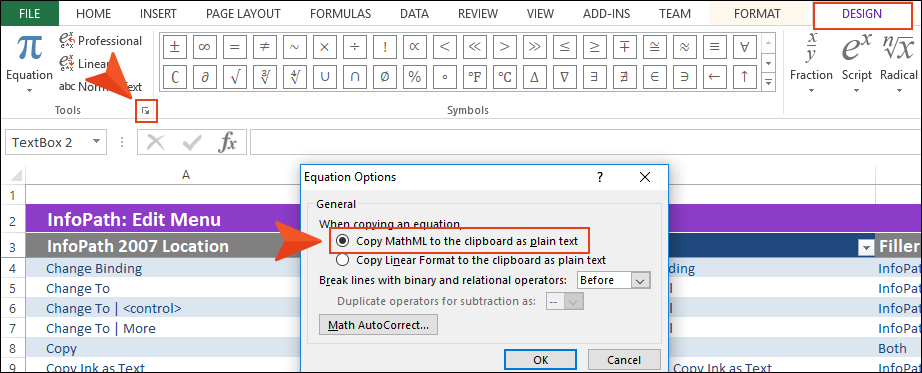 FILE HOME INSERT PAGE LAYOUT FORMULAS DATA REVIEW VIEW ADD-INS TEAM FORMAT DESIGN
π Professional ± ∞ = ≠ ~ × ÷ ! ∝ < ≪ > ≫ ≤ ≥ ∓ ≅ ≈ ≡ ∀ x/y eˣ ⁿ√x
Linear
Equation abc Text ∁ ∂ √ ∛ ∜ ∪ ∩ ∅ % ° ℉ ℃ ∆ ∇ ∃ ∄ ∈ ∋ ← ↑ Fraction Script Radical
Tools Symbols
TextBox 2 fx
A
1
2 InfoPath: Edit Menu
3 InfoPath 2007 Location Filler
4 Change Binding ding InfoPat
5 Change To InfoPat
6 Change To | <control> InfoPat
7 Change To | More InfoPat
8 Copy Both
9 Copy Ink as Text Copy Ink as Text InfoPat
Equation Options ?
General
When copying an equation,
Copy MathML to the clipboard as plain text
Copy Linear Format to the clipboard as plain text
Break lines with binary and relational operators: Before
Duplicate operators for subtraction as: --
Math AutoCorrect...
OK Cancel